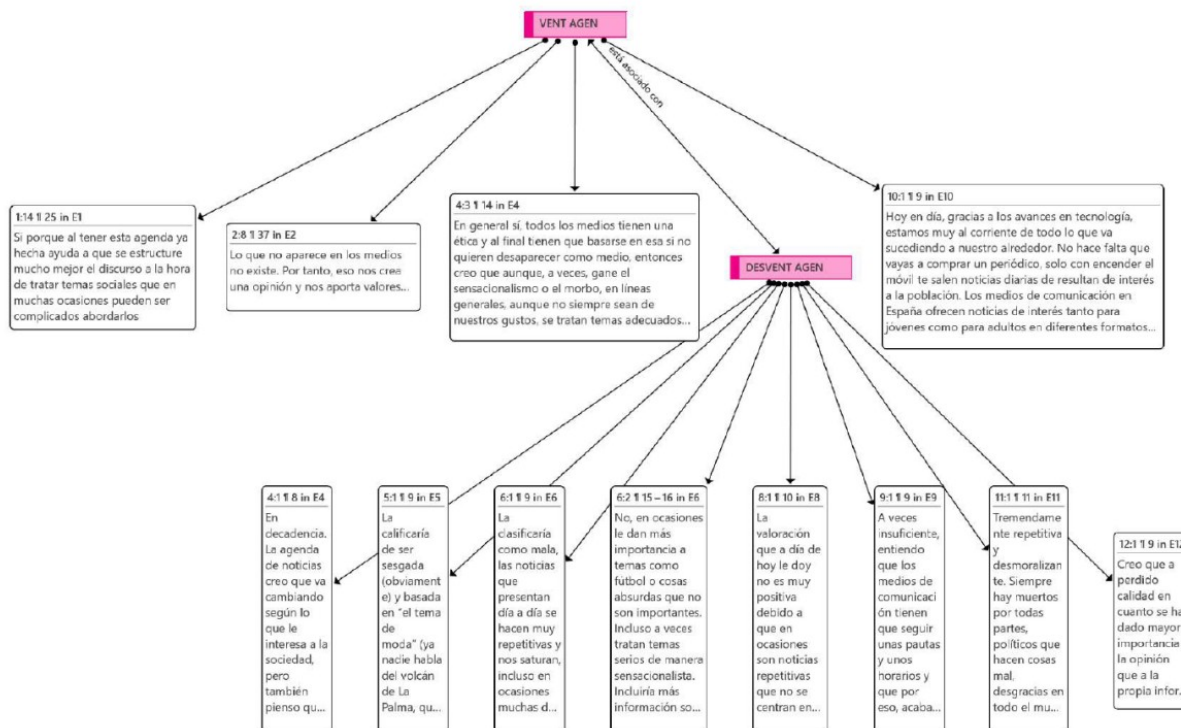 VENT AGEN
está asociado con
1:14 ¶ 25 in E1
Si porque al tener esta agenda ya
hecha ayuda a que se estructure
mucho mejor el discurso a la hora
de tratar temas sociales que en
muchas ocasiones pueden ser
complicados abordarlos
2:8 ¶ 37 in E2
Lo que no aparece en los medios
no existe. Por tanto, eso nos crea
una opinión y nos aporta valores...
4:3 ¶ 14 in E4
En general sí, todos los medios tienen una
ética y al final tienen que basarse en esa si no
quieren desaparecer como medio, entonces
creo que aunque, a veces, gane el
sensacionalismo o el morbo, en líneas
generales, aunque no siempre sean de
nuestros gustos, se tratan temas adecuados...
10:1 ¶ 9 in E10
Hoy en día, gracias a los avances en tecnología,
estamos muy al corriente de todo lo que va
sucediendo a nuestro alrededor. No hace falta que
vayas a comprar un periódico, solo con encender el
móvil te salen noticias diarias de resultan de interés
a la población. Los medios de comunicación en
España ofrecen noticias de interés tanto para
jóvenes como para adultos en diferentes formatos...
DESVENT AGEN
4:1 ¶ 8 in E4
En
decadencia.
La agenda
de noticias
creo que va
cambiando
según lo
que le
interesa a la
sociedad,
pero
también
pienso qu...
5:1 ¶ 9 in E5
La
calificaría
de ser
sesgada
(obviament
e) y basada
en "el tema
de
moda" (ya
nadie habla
del volcán
de La
Palma, qu...
6:1 ¶ 9 in E6
La
clasificaría
como mala,
las noticias
que
presentan
día a día se
hacen muy
repetitivas y
nos saturan,
incluso en
ocasiones
muchas d...
6:2 ¶ 15 – 16 in E6
No, en ocasiones
le dan más
importancia a
temas como
fútbol o cosas
absurdas que no
son importantes.
Incluso a veces
tratan temas
serios de manera
sensacionalista.
Incluiría más
información so...
8:1 ¶ 10 in E8
La
valoración
que a día de
hoy le doy
no es muy
positiva
debido a
que en
ocasiones
son noticias
repetitivas
que no se
centran en...
9:1 ¶ 9 in E9
A veces
insuficiente,
entiendo
que los
medios de
comunicaci
ón tienen
que seguir
unas pautas
y unos
horarios y
que por
eso, acaba...
11:1 ¶ 11 in E11
Tremendame
nte repetitiva
y
desmoralizan
te. Siempre
hay muertos
por todas
partes,
políticos que
hacen cosas
mal,
desgracias en
todo el mu...
12:1 ¶ 9 in E12
Creo que a
perdido
calidad en
cuanto se ha
dado mayor
importancia
la opinión
que a la
propia infor...